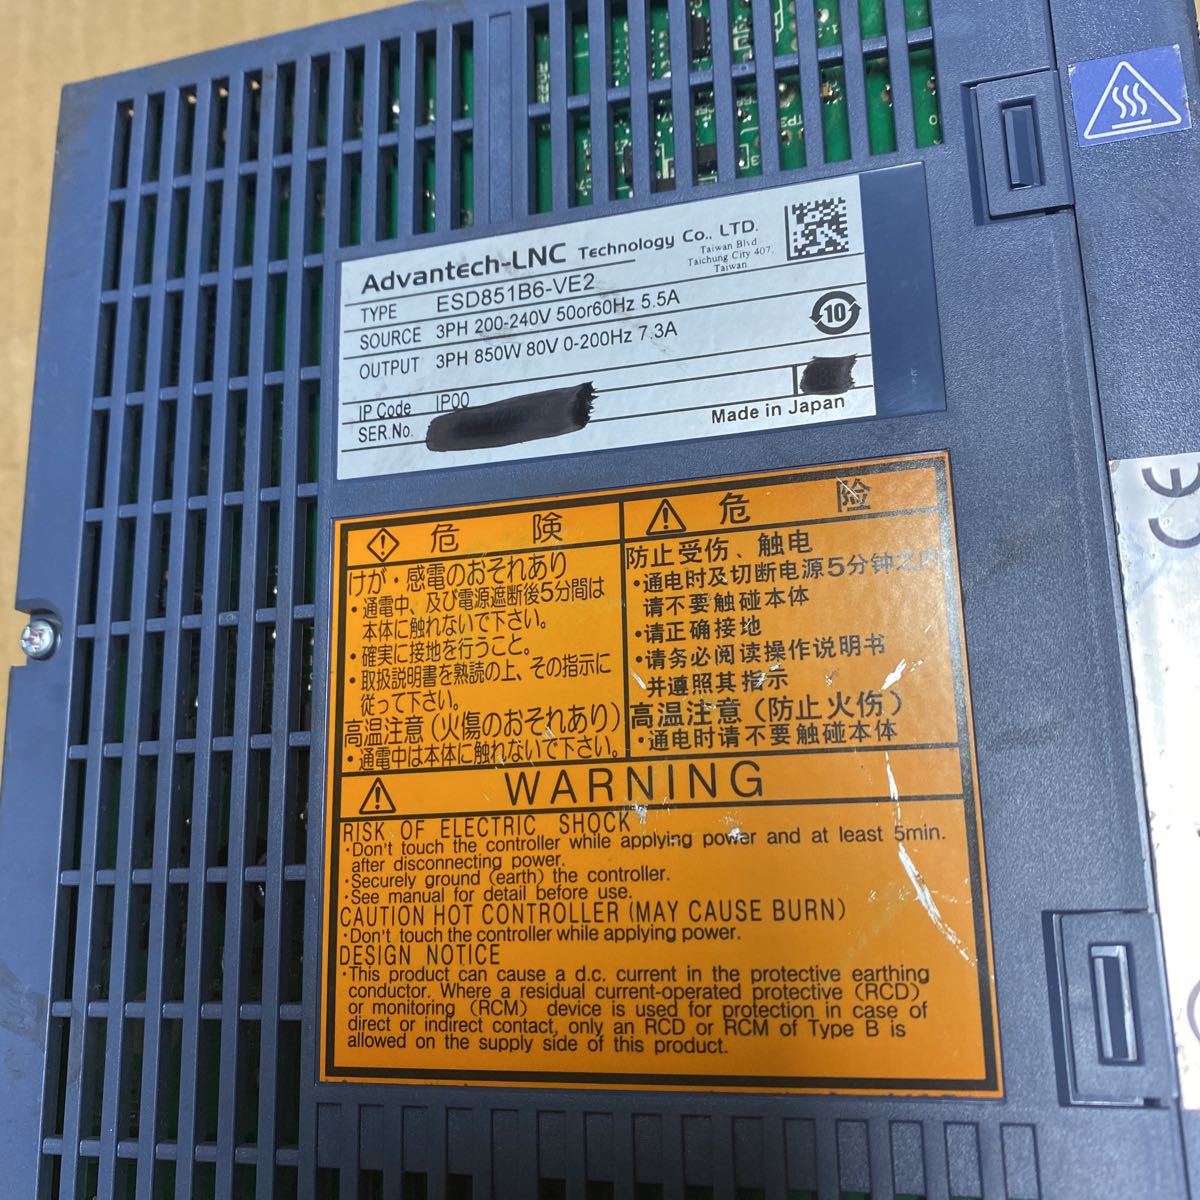 Advantech-LNC Technology Co., LTD.
Taiwan Blvd
Taichung City 407,
Taiwan
TYPE ESD851B6-VE2
SOURCE 3PH 200-240V 50or60Hz 5.5A
OUTPUT 3PH 850W 80V 0-200Hz 7.3A
10
IP Code IP00
SER.No.
Made in Japan
危 険
けが・感電のおそれあり
・通電中、及び電源遮断後5分間は
本体に触れないで下さい。
・確実に接地を行うこと。
・取扱説明書を熟読の上、その指示に
従って下さい。
高温注意(火傷のおそれあり)
・通電中は本体に触れないで下さい。
危 险
防止受伤、触电
・通电时及切断电源5分钟之内
请不要触碰本体
・请正确接地
・请务必阅读操作说明书
并遵照其指示
高温注意(防止火伤)
・通电时请不要触碰本体
WARNING
RISK OF ELECTRIC SHOCK
・Don't touch the controller while applying power and at least 5min.
after disconnecting power.
・Securely ground (earth) the controller.
・See manual for detail before use.
CAUTION HOT CONTROLLER (MAY CAUSE BURN)
・Don't touch the controller while applying power.
DESIGN NOTICE
・This product can cause a d.c. current in the protective earthing
conductor. Where a residual current-operated protective (RCD)
or monitoring (RCM) device is used for protection in case of
direct or indirect contact, only an RCD or RCM of Type B is
allowed on the supply side of this product.
CE